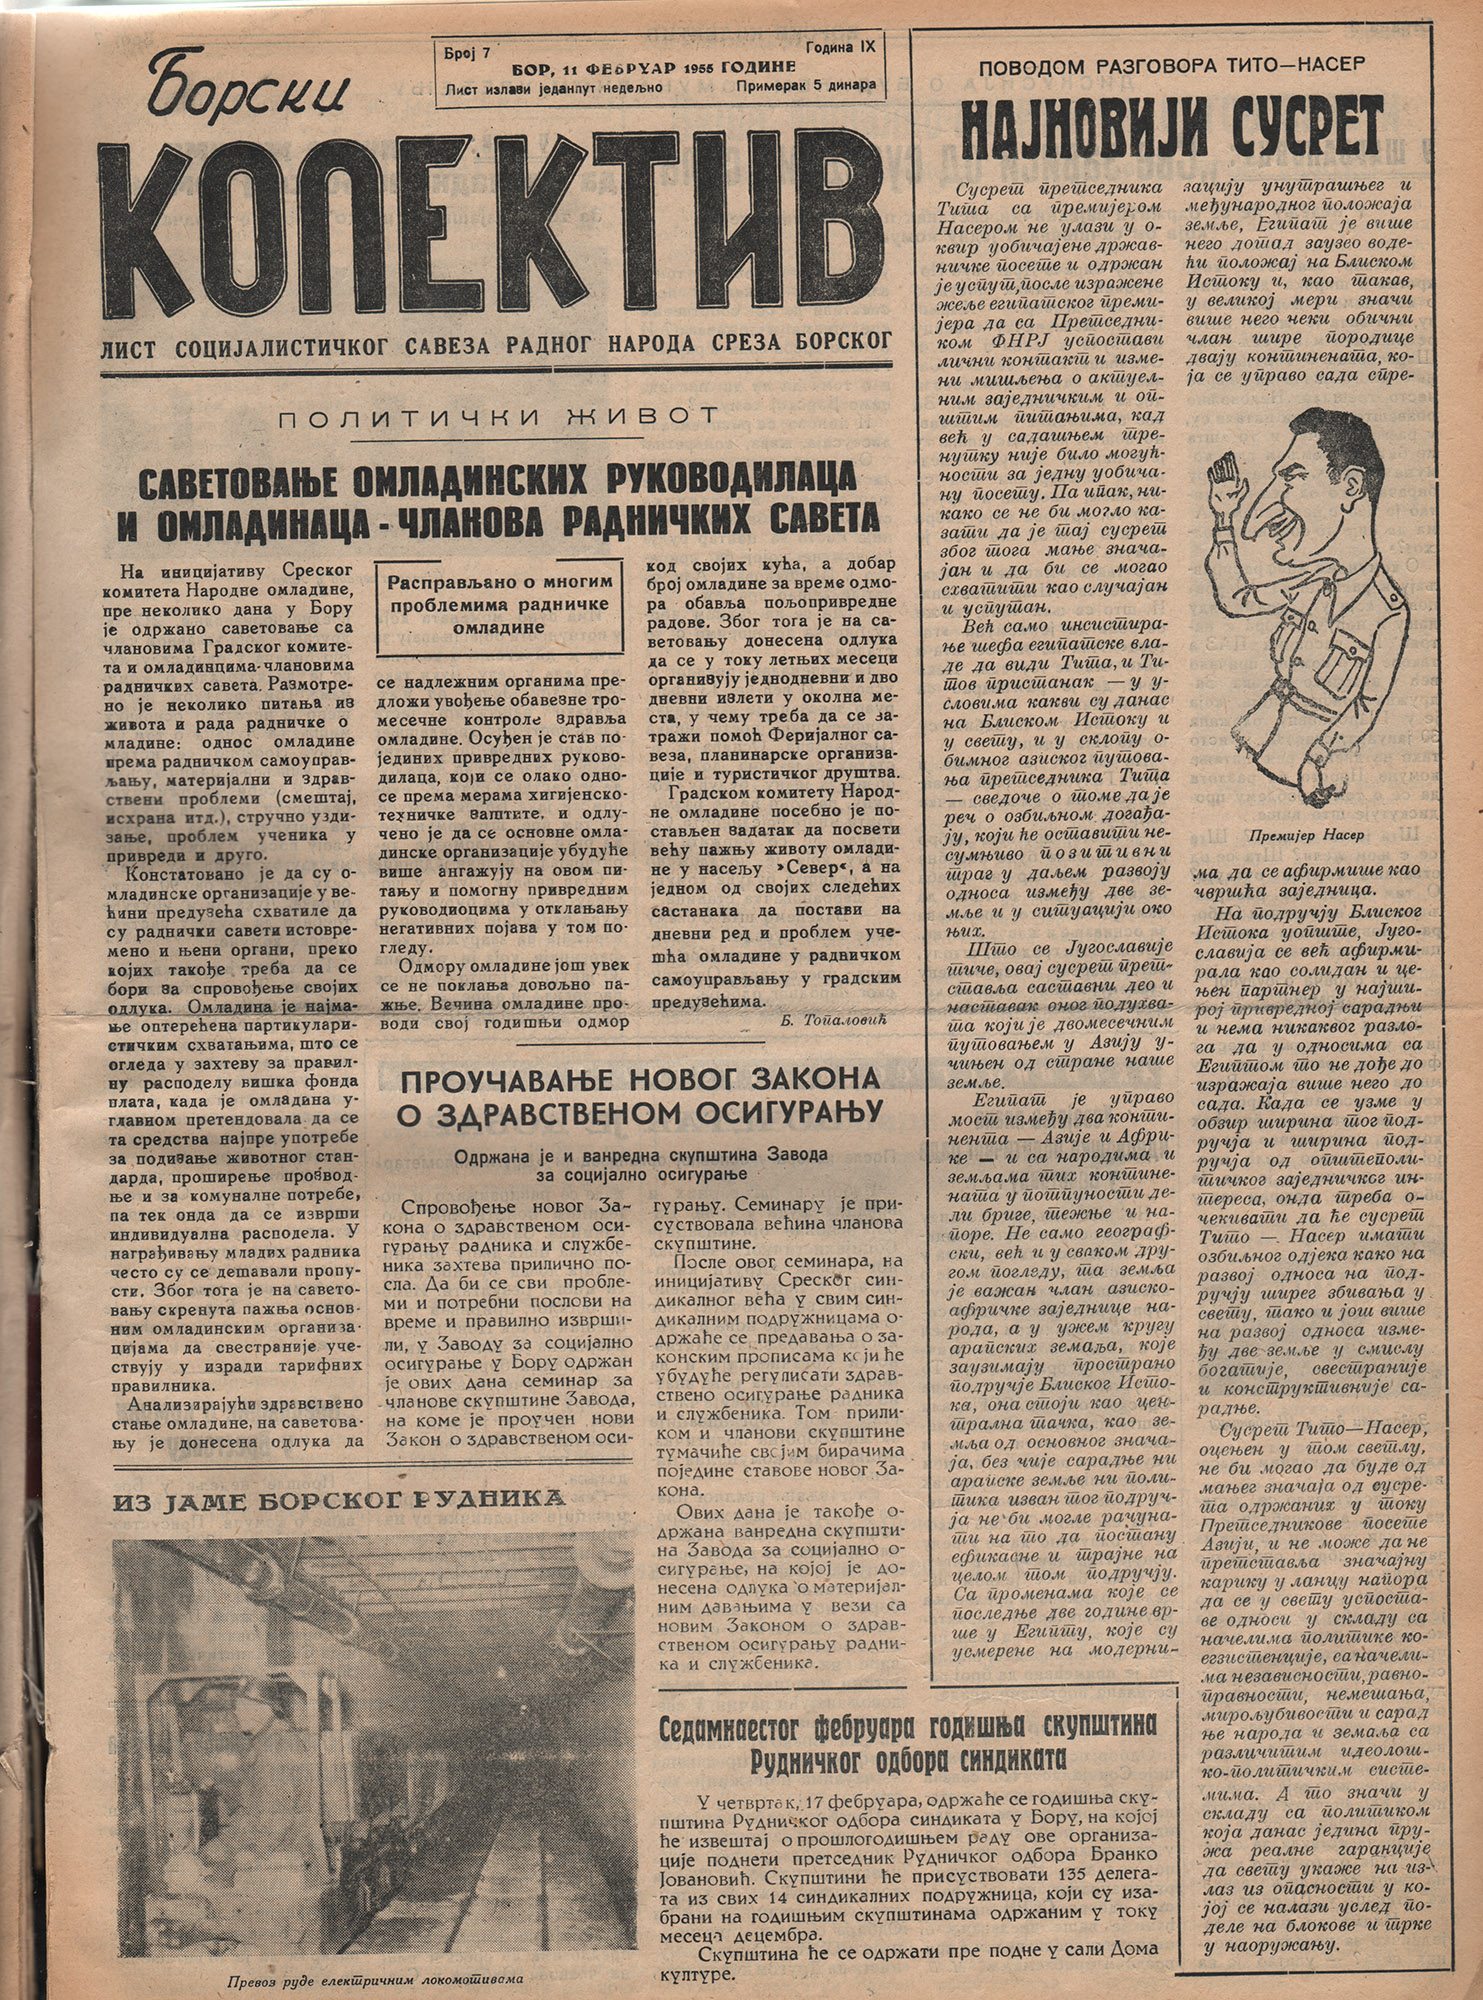 Борски
КОЛЕКТИВ
Број 7
Година IX
БОР, 11 ФЕБРУАР 1955 ГОДИНЕ
Лист излази једанпут недељно
Примерак 5 динара
ЛИСТ СОЦИЈАЛИСТИЧКОГ САВЕЗА РАДНОГ НАРОДА СРЕЗА БОРСКОГ
ПОЛИТИЧКИ ЖИВОТ
САВЕТОВАЊЕ ОМЛАДИНСКИХ РУКОВОДИЛАЦА
И ОМЛАДИНАЦА - ЧЛАНОВА РАДНИЧКИХ САВЕТА
На иницијативу Среског
комитета Народне омладине,
пре неколико дана у Бору
је одржано саветовање са
члановима Градског комите-
та и омладинцима-члановима
радничких савета. Размотре-
но је неколико питања из
живота и рада радничке о
младине: однос омладине
према радничком самоуправ-
љању, материјални и здрав-
ствени проблеми (смештај,
исхрана итд.), стручно узди-
зање, проблем ученика у
привреди и друго.
Констатовано је да су о-
младинске организације у ве-
ћини предузећа схватиле да
су раднички савети истовре-
мено и њени органи, преко
којих такође треба да се
бори за спровођење својих
одлука. Омладина је најма-
ње оптерећена партикулари-
стичким схватањима, што се
огледа у захтеву за правил-
ну расподелу вишка фонда
плата, када је омладина у-
главном претендовала да се
та средства најпре употребе
за подизање животног стан-
дарда, проширење производ-
ње и за комуналне потребе,
па тек онда да се изврши
индивидуална расподела. У
награђивању младих радника
често су се дешавали пропу-
сти. Због тога је на савето-
вању скренута пажња основ-
ним омладинским организа-
цијама да свестраније уче-
ствују у изради тарифних
правилника.
Анализирајући здравствено
стање омладине, на саветова-
њу је донесена одлука да
Расправљано о многим
проблемима радничке
омладине
се надлежним органима пре-
дложи увођење обавезне тро-
месечне контроле здравља
омладине. Осуђен је став по-
јединих привредних руково-
дилаца, који се олако одно-
се према мерама хигијенско-
техничке заштите, и одлу-
чено је да се основне омла-
динске организације убудуће
више ангажују на овом пи-
тању и помогну привредним
руководиоцима у отклањању
негативних појава у том по-
гледу.
Одмору омладине још увек
се не поклања довољно па-
жње. Вечина омладине про-
води свој годишњи одмор
код својих кућа, а добар
број омладине за време одмо-
ра обавља пољопривредне
радове. Због тога је на са-
ветовању донесена одлука
да се у току летњих месеци
организују једнодневни и дво
дневни излети у околна ме-
ста, у чему треба да се за-
тражи помоћ Феријалног са-
веза, планинарске организа-
ције и туристичког друштва.
Градском комитету Народ-
не омладине посебно је по-
стављен задатак да посвети
већу пажњу животу омлади-
не у насељу »Север«, а на
једном од својих следећих
састанака да постави на
дневни ред и проблем уче-
шћа омладине у радничком
самоуправљању у градским
предузећима.
Б. Топаловић
ПРОУЧАВАЊЕ НОВОГ ЗАКОНА
О ЗДРАВСТВЕНОМ ОСИГУРАЊУ
Одржана је и ванредна скупштина Завода
за социјално осигурање
Спровођење новог За-
кона о здравственом оси-
гурању радника и службе-
ника захтева прилично по-
сла. Да би се сви пробле-
ми и потребни послови на
време и правилно изврши-
ли, у Заводу за социјално
осигурање у Бору одржан
је ових дана семинар за
чланове скупштине Завода,
на коме је проучен нови
Закон о здравственом оси-
гурању. Семинару је при-
суствовала већина чланова
скупштине.
После овог семинара, на
иницијативу Среског син-
дикалног већа у свим син-
дикалним подружницама о-
држаће се предавања о за-
конским прописама који ће
убудуће регулисати здрав-
ствено осигурање радника
и службеника. Том прили-
ком и чланови скупштине
тумачиће својим бирачима
поједине ставове новог За-
кона.
Ових дана је такође о-
држана ванредна скупшти-
на Завода за социјално о-
сигурање, на којој је до-
несена одлука о материјал-
ним давањима у вези са
новим Законом о здрав-
ственом осигурању радни-
ка и службеника.
ИЗ ЈАМЕ БОРСКОГ РУДНИКА
Превоз руде електричним локомотивама
Седамнаестог фебруара годишња скупштина
Рудничког одбора синдиката
У четвртак, 17 фебруара, одржаће се годишња ску-
пштина Рудничког одбора синдиката у Бору, на којој
ће извештај о прошлогодишњем раду ове организа-
ције поднети претседник Рудничког одбора Бранко
Јовановић. Скупштини ће присуствовати 135 делега-
та из свих 14 синдикалних подружница, који су иза-
брани на годишњим скупштинама одржаним у току
месеца децембра.
Скупштина ће се одржати пре подне у сали Дома
културе.
ПОВОДОМ РАЗГОВОРА ТИТО—НАСЕР
НАЈНОВИЈИ СУСРЕТ
Сусрет претседника
Тита са премијером
Насером не улази у о-
квир уобичајене држав-
ничке посете и одржан
је успут, после изражене
жеље египатског преми-
јера да са Претседни-
ком ФНРЈ успостави
лични контакт и изме-
ни мишљења о актуел-
ним заједничким и оп-
штим питањима, кад
већ у садашњем тре-
нутку није било могућ-
ности за једну уобича-
ну посету. Па ипак, ни-
како се не би могло ка-
зати да је тај сусрет
због тога мање знача-
јан и да би се могао
схватити као случајан
и успутан.
Већ само инсистира-
ње шефа египатске вла-
де да види Тита, и Ти-
тов пристанак — у у-
словима какви су данас
на Блиском Истоку и
у свету, и у склопу о-
бимног азиског путова-
ња претседника Тита
— сведоче о томе да је
реч о озбиљном догађа-
ју, који ће оставити не-
сумњиво позитивни
траг у даљем развоју
односа између две зе-
мље и у ситуацији око
њих.
Што се Југославије
тиче, овај сусрет прет-
ставља саставни део и
наставак оног подухва-
та који је двомесечним
путовањем у Азију у-
чињен од стране наше
земље.
Египат је управо
мост између два конти-
нента — Азије и Афри-
ке — и са народима и
земљама тих контине-
ната у потпуности де-
ли бриге, тежње и на-
поре. Не само географ-
ски, већ и у сваком дру-
гом погледу, та земља
је важан члан азиско-
афричке заједнице на-
рода, а у ужем кругу
арапских земаља, које
заузимају пространо
подручје Блиског Исто-
ка, она стоји као цен-
трална тачка, као зе-
мља од основног знача-
ја, без чије сарадње ни
арапске земље ни поли-
тика изван тог подруч-
ја не би могле рачуна-
ти на то да постану
ефикасне и трајне на
целом том подручју.
Са променама које се
последње две године вр-
ше у Египту, које су
усмерене на модерни-
зацију унутрашњег и
међународног положаја
земље, Египат је више
него дотад заузео воде-
ћи положај на Блиском
Истоку и, као такав,
у великој мери значи
више него неки обични
члан шире породице
двају континената, ко-
ја се управо сада спре-
Премијер Насер
ма да се афирмише као
чвршћа заједница.
На подручју Блиског
Истока уопште, Југо-
славија се већ афирми-
рала као солидан и це-
њен партнер у најши-
рој привредној сарадњи
и нема никаквог разло-
га да у односима са
Египтом то не дође до
изражаја више него до
сада. Када се узме у
обзир ширина тог под-
ручја и ширина под-
ручја од општеполи-
тичког заједничког ин-
тереса, онда треба о-
чекивати да ће сусрет
Тито —. Насер имати
озбиљног одјека како на
развој односа на под-
ручју ширег збивања у
свету, тако и још више
на развој односа изме-
ђу две земље у смислу
богатије, свестраније
и конструктивније са-
радње.
Сусрет Тито—Насер,
оцењен у том светлу,
не би могао да буде од
мањег значаја од сусре-
та одржаних у току
Претседникове посете
Азији, и не може да не
претставља значајну
карику у ланцу напора
да се у свету успоста-
ве односи у складу са
начелима политике ко-
егзистенције, са начели-
ма независности, равно-
правности, немешања,
мирољубивости и сарад
ње народа и земаља са
различитим идеолош-
ко-политичким систе-
мима. А то значи у
складу са политиком
која данас једина пру-
жа реалне гаранције
да свету укаже на из-
лаз из опасности у ко-
јој се налази услед по-
деле на блокове и трке
у наоружању.